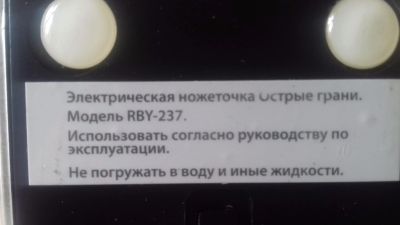 Электрическая ножеточка Острые грани.
Модель RBY-237.
Использовать согласно руководству по
эксплуатации.
Не погружать в воду и иные жидкости.